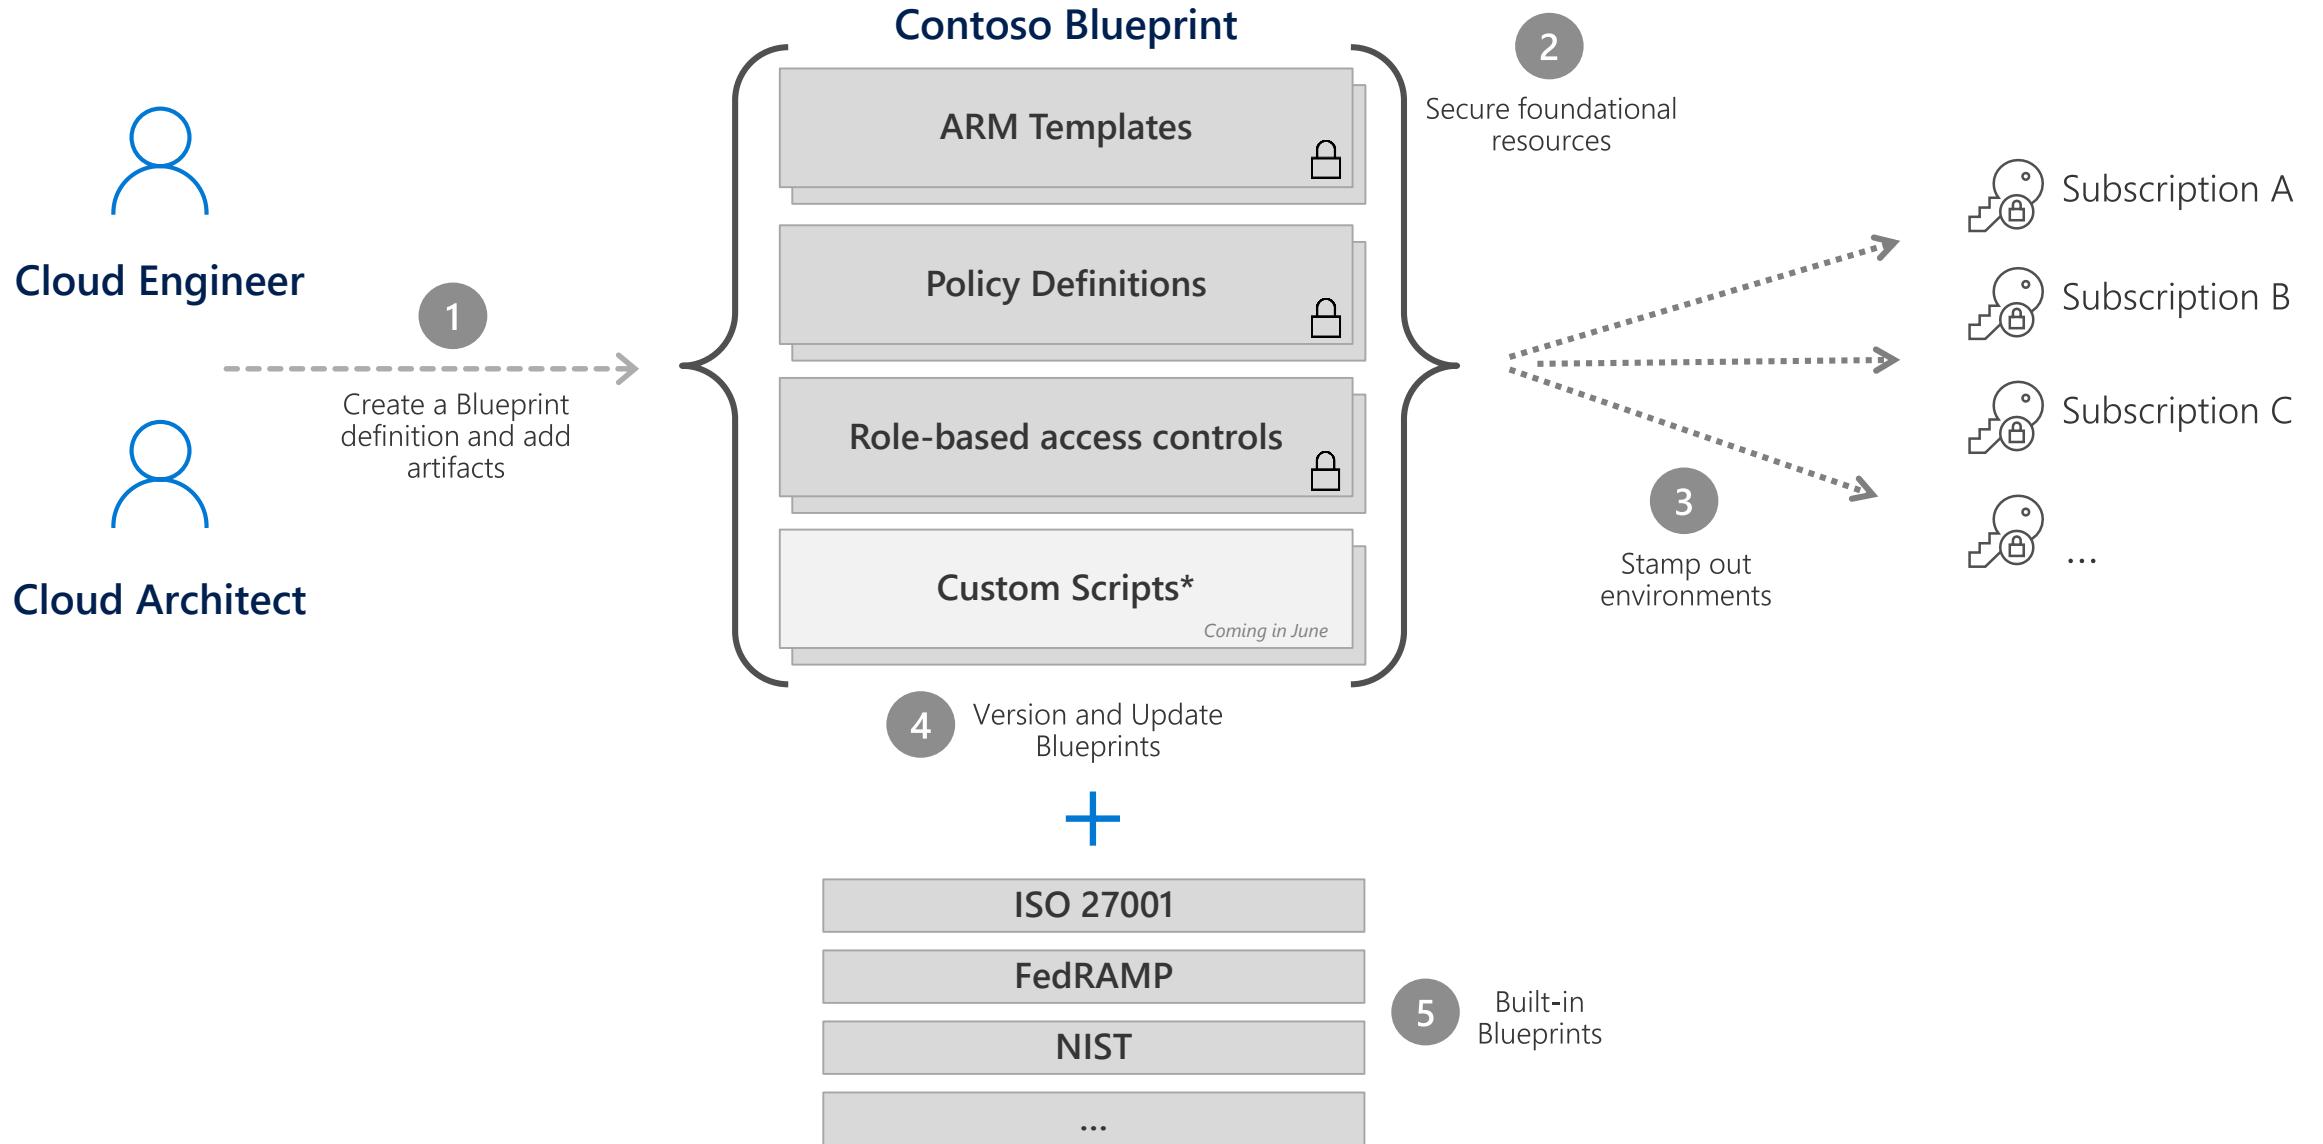 Contoso Blueprint
Cloud Engineer
Cloud Architect
1
Create a Blueprint
definition and add
artifacts
ARM Templates
Policy Definitions
Role-based access controls
Custom Scripts*
Coming in June
2
Secure foundational
resources
Subscription A
Subscription B
Subscription C
...
3
Stamp out
environments
4
Version and Update
Blueprints
ISO 27001
FedRAMP
NIST
...
5
Built-in
Blueprints